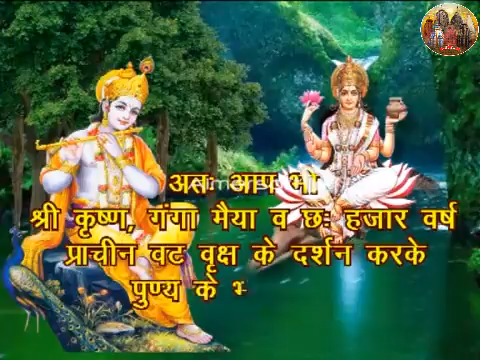 अतः आप भी
श्री कृष्ण, गंगा मैया व छः हजार वर्ष
प्राचीन वट वृक्ष के दर्शन करके
पुण्य के